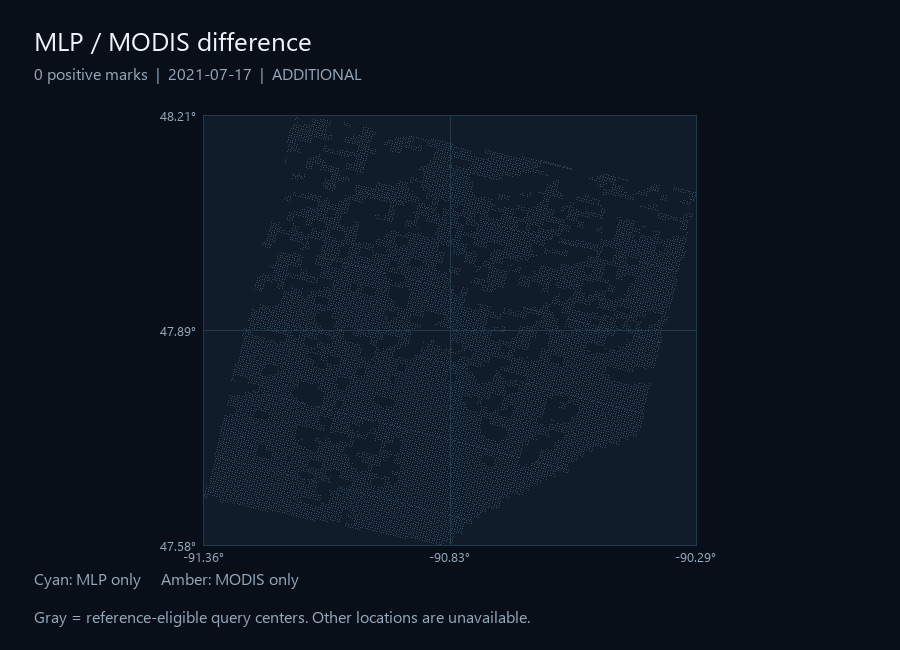 MLP / MODIS difference
0 positive marks | 2021-07-17 | ADDITIONAL
48.21°
47.89°
47.58°
-91.36°
-90.83°
-90.29°
Cyan: MLP only
Amber: MODIS only
Gray = reference-eligible query centers. Other locations are unavailable.